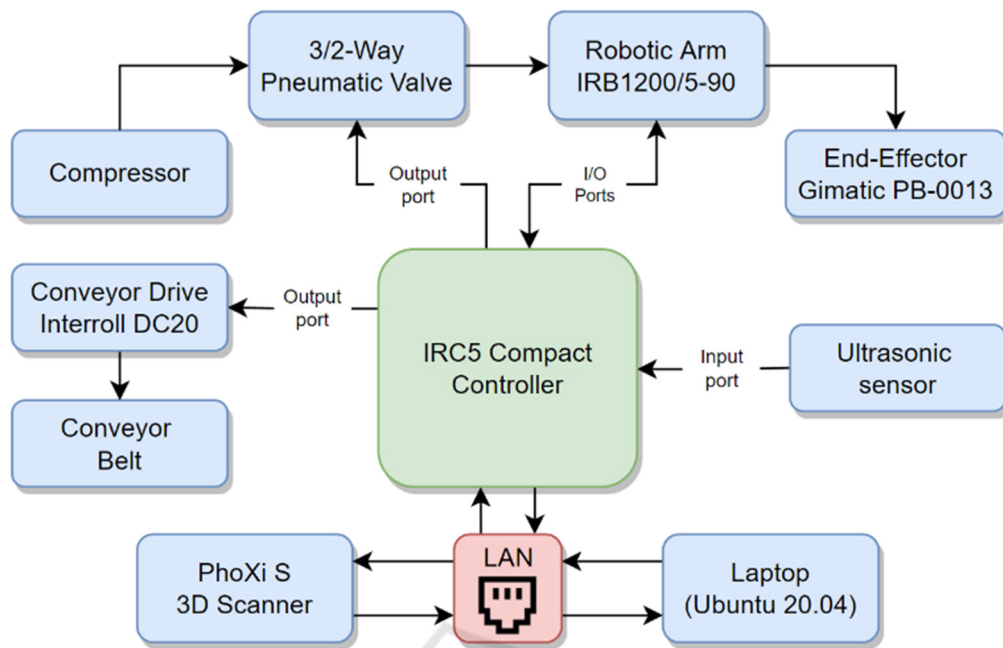 3/2-Way
Pneumatic Valve
Robotic Arm
IRB1200/5-90
Compressor
Output
port
I/O
Ports
End-Effector
Gimatic PB-0013
Conveyor Drive
Interroll DC20
Output
port
IRC5 Compact
Controller
Input
port
Ultrasonic
sensor
Conveyor
Belt
PhoXi S
3D Scanner
LAN
Laptop
(Ubuntu 20.04)